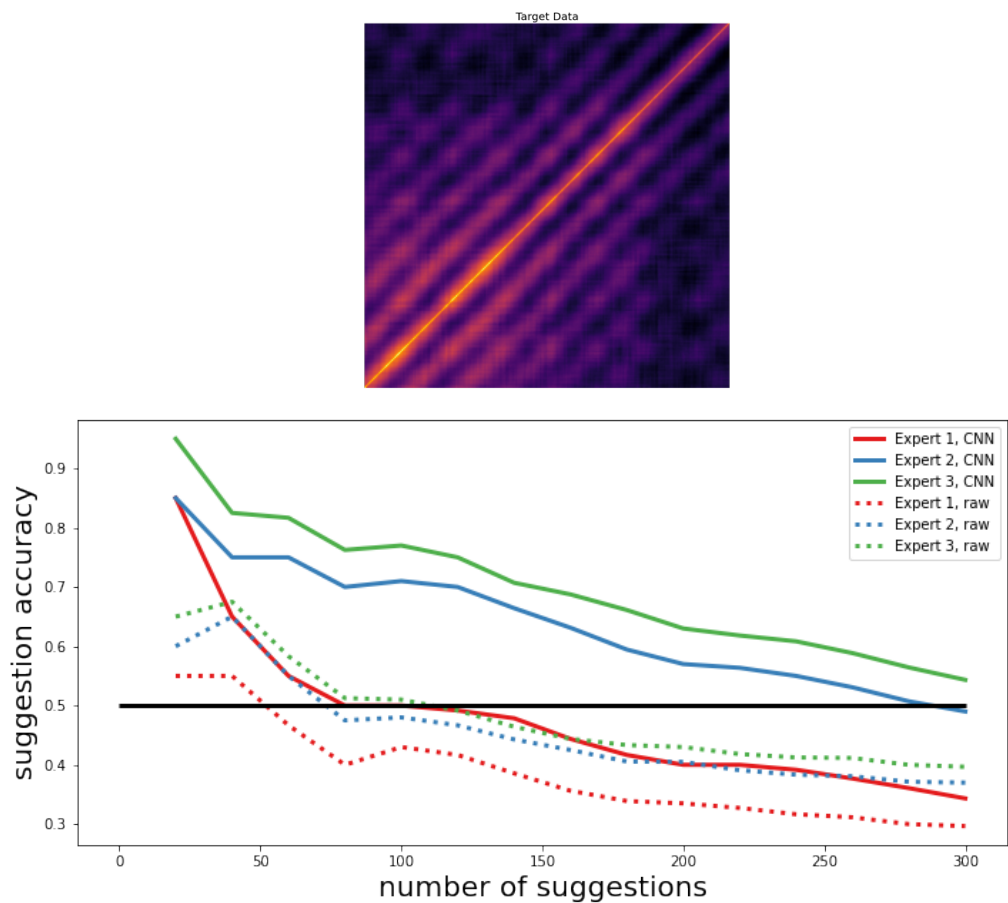 Target Data
suggestion accuracy
0.9
0.8
0.7
0.6
0.5
0.4
0.3
Expert 1, CNN
Expert 2, CNN
Expert 3, CNN
Expert 1, raw
Expert 2, raw
Expert 3, raw
0 50 100 150 200 250 300
number of suggestions